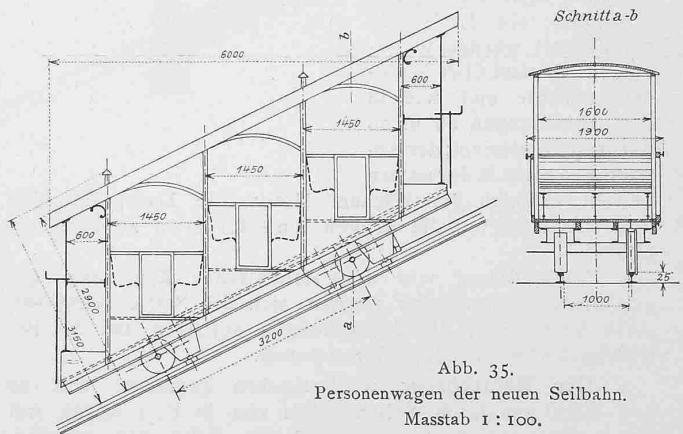 Schnitt a-b
6000
b
600
1450
1600
1900
1450
1450
600
2900
3150
3200
a
25
1000
Abb. 35.
Personenwagen der neuen Seilbahn.
Masstab 1 : 100.